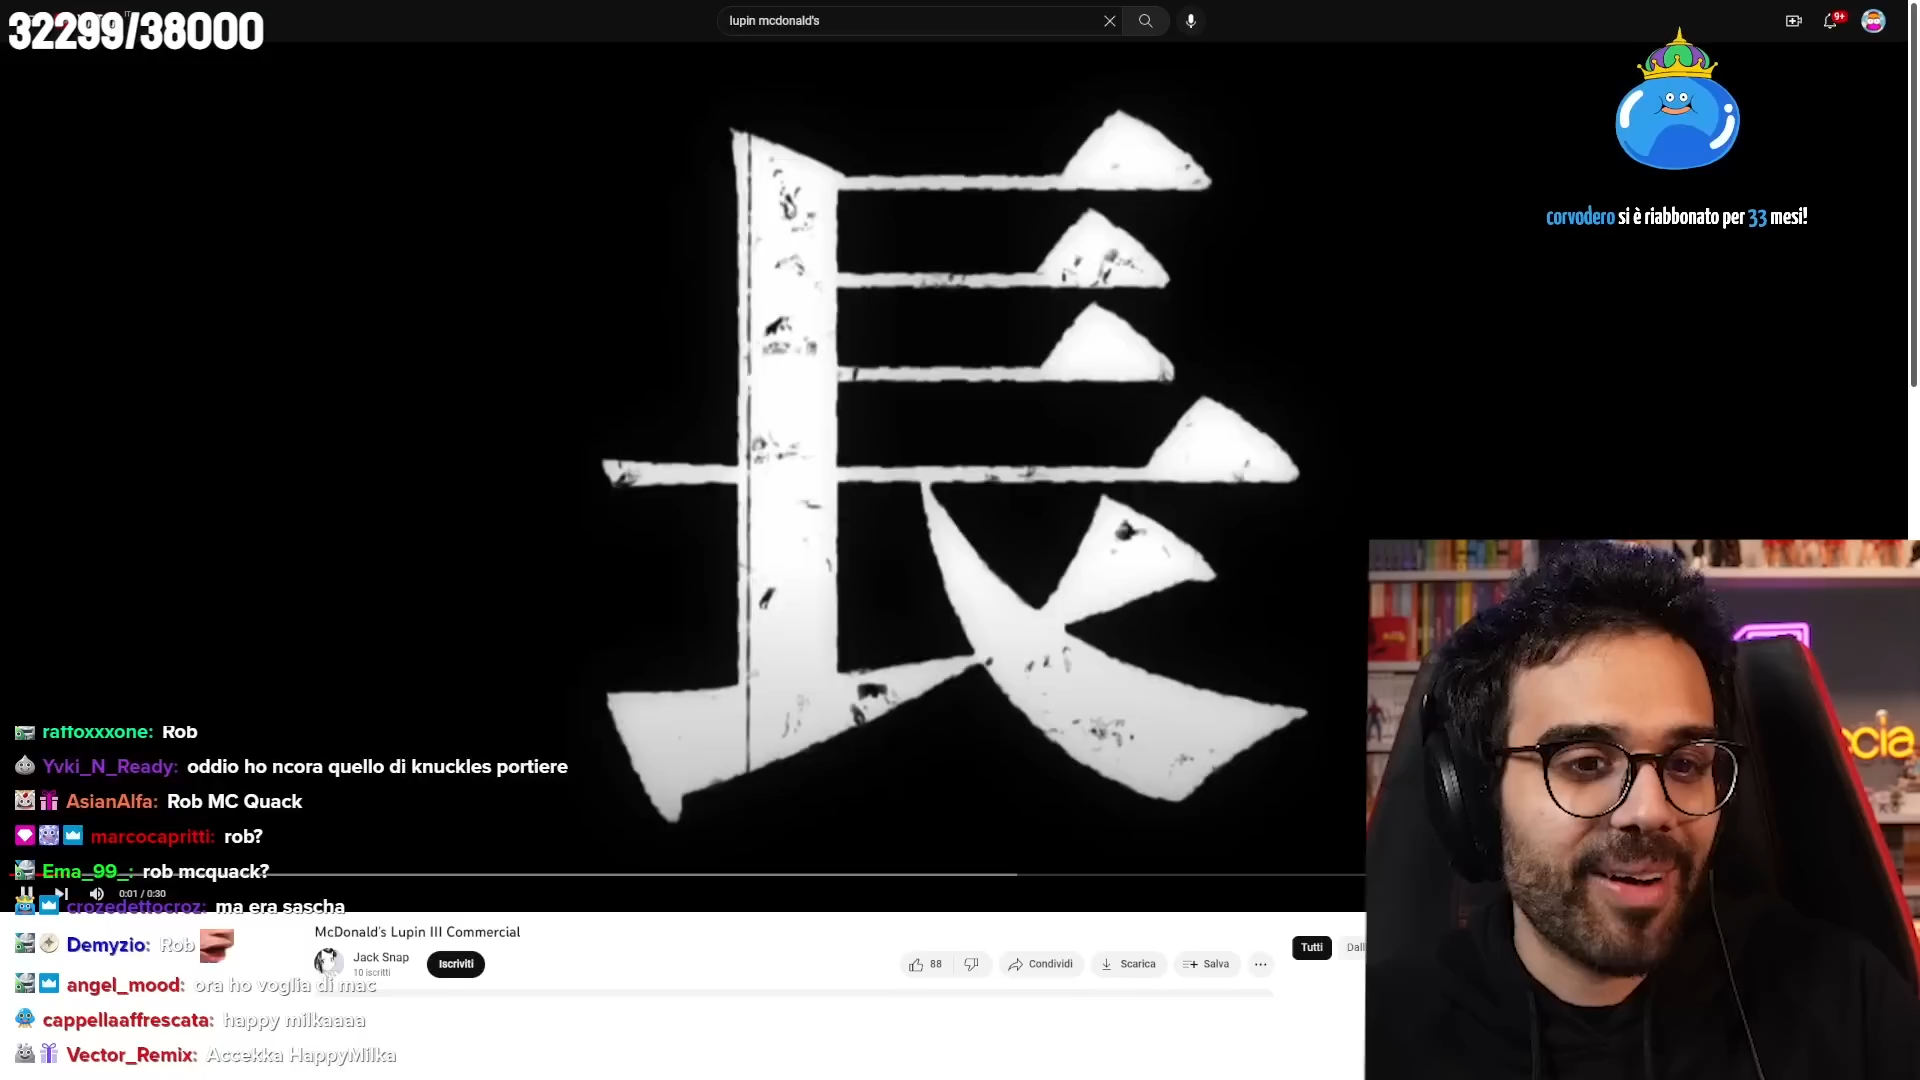 32299/38000
lupin mcdonald's
9+
corvodero si è riabbonato per 33 mesi!
長
rattoxxxone: Rob
Yvki_N_Ready: oddio ho ncora quello di knuckles portiere
AsianAlfa: Rob MC Quack
marcocapritti: rob?
Ema_99_: rob mcquack?
0:01 / 0:30
crozedettocroz: ma era sascha
Demyzio: Rob
angel_mood: ora ho voglia di mac
cappellaaffrescata: happy milkaaaa
Vector_Remix: Accekka HappyMilka
McDonald's Lupin III Commercial
Jack Snap
10 iscritti
Iscriviti
88
Condividi
Scarica
Salva
Tutti
Dall
ccia